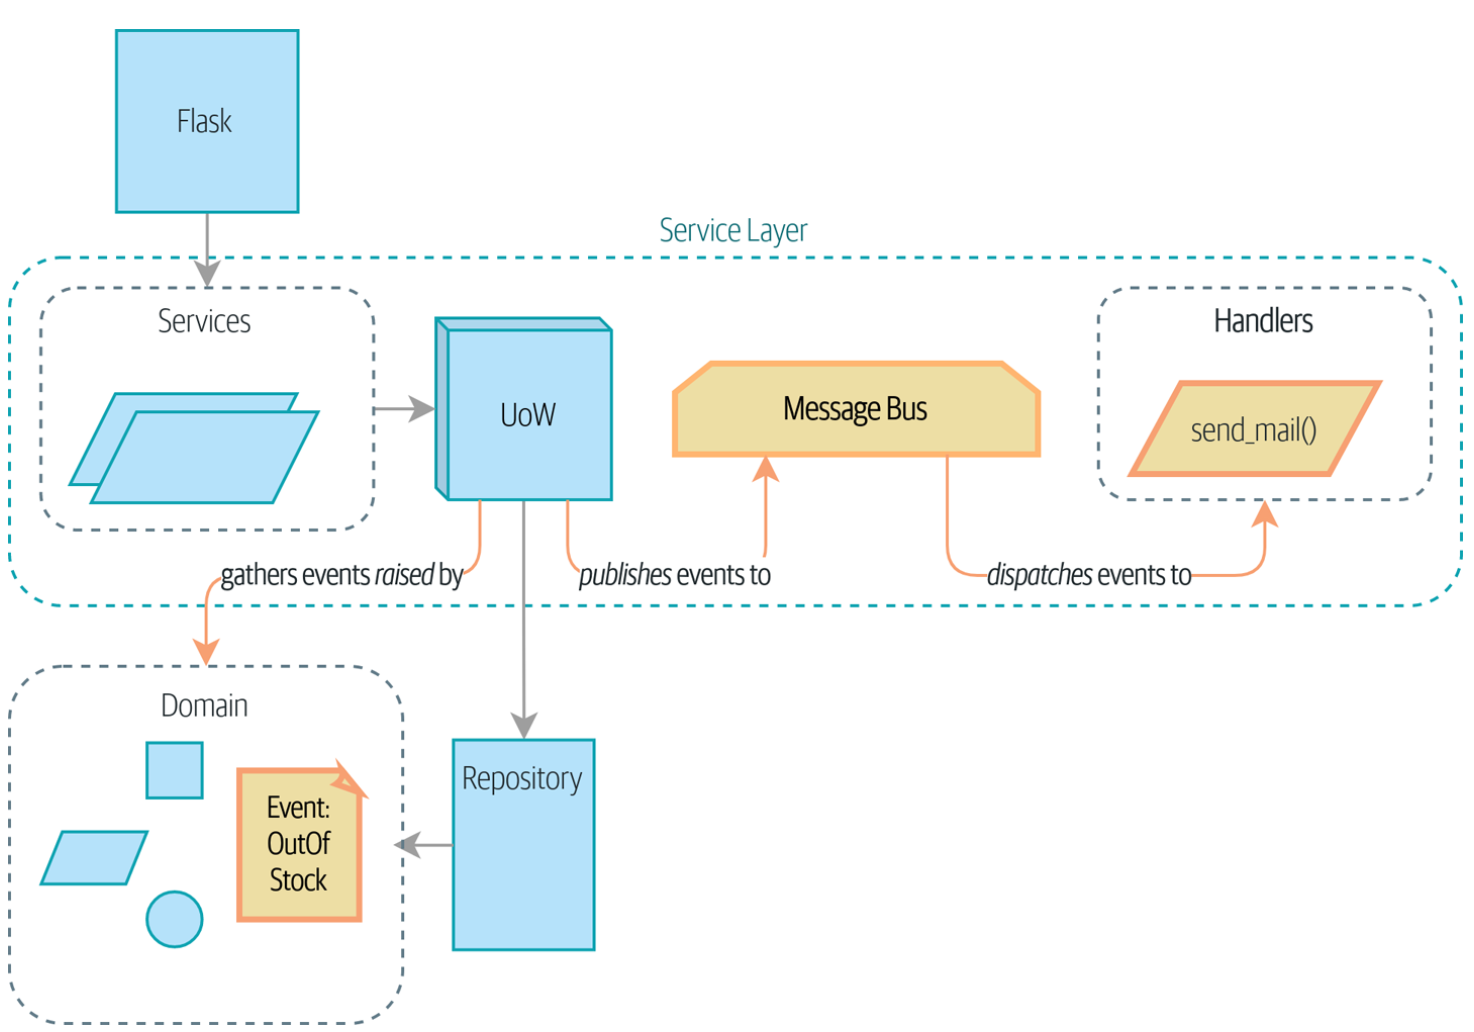 Flask
Service Layer
Services
Handlers
UoW
Message Bus
send_mail()
gathers events raised by
publishes events to
dispatches events to
Domain
Repository
Event:
OutOf
Stock